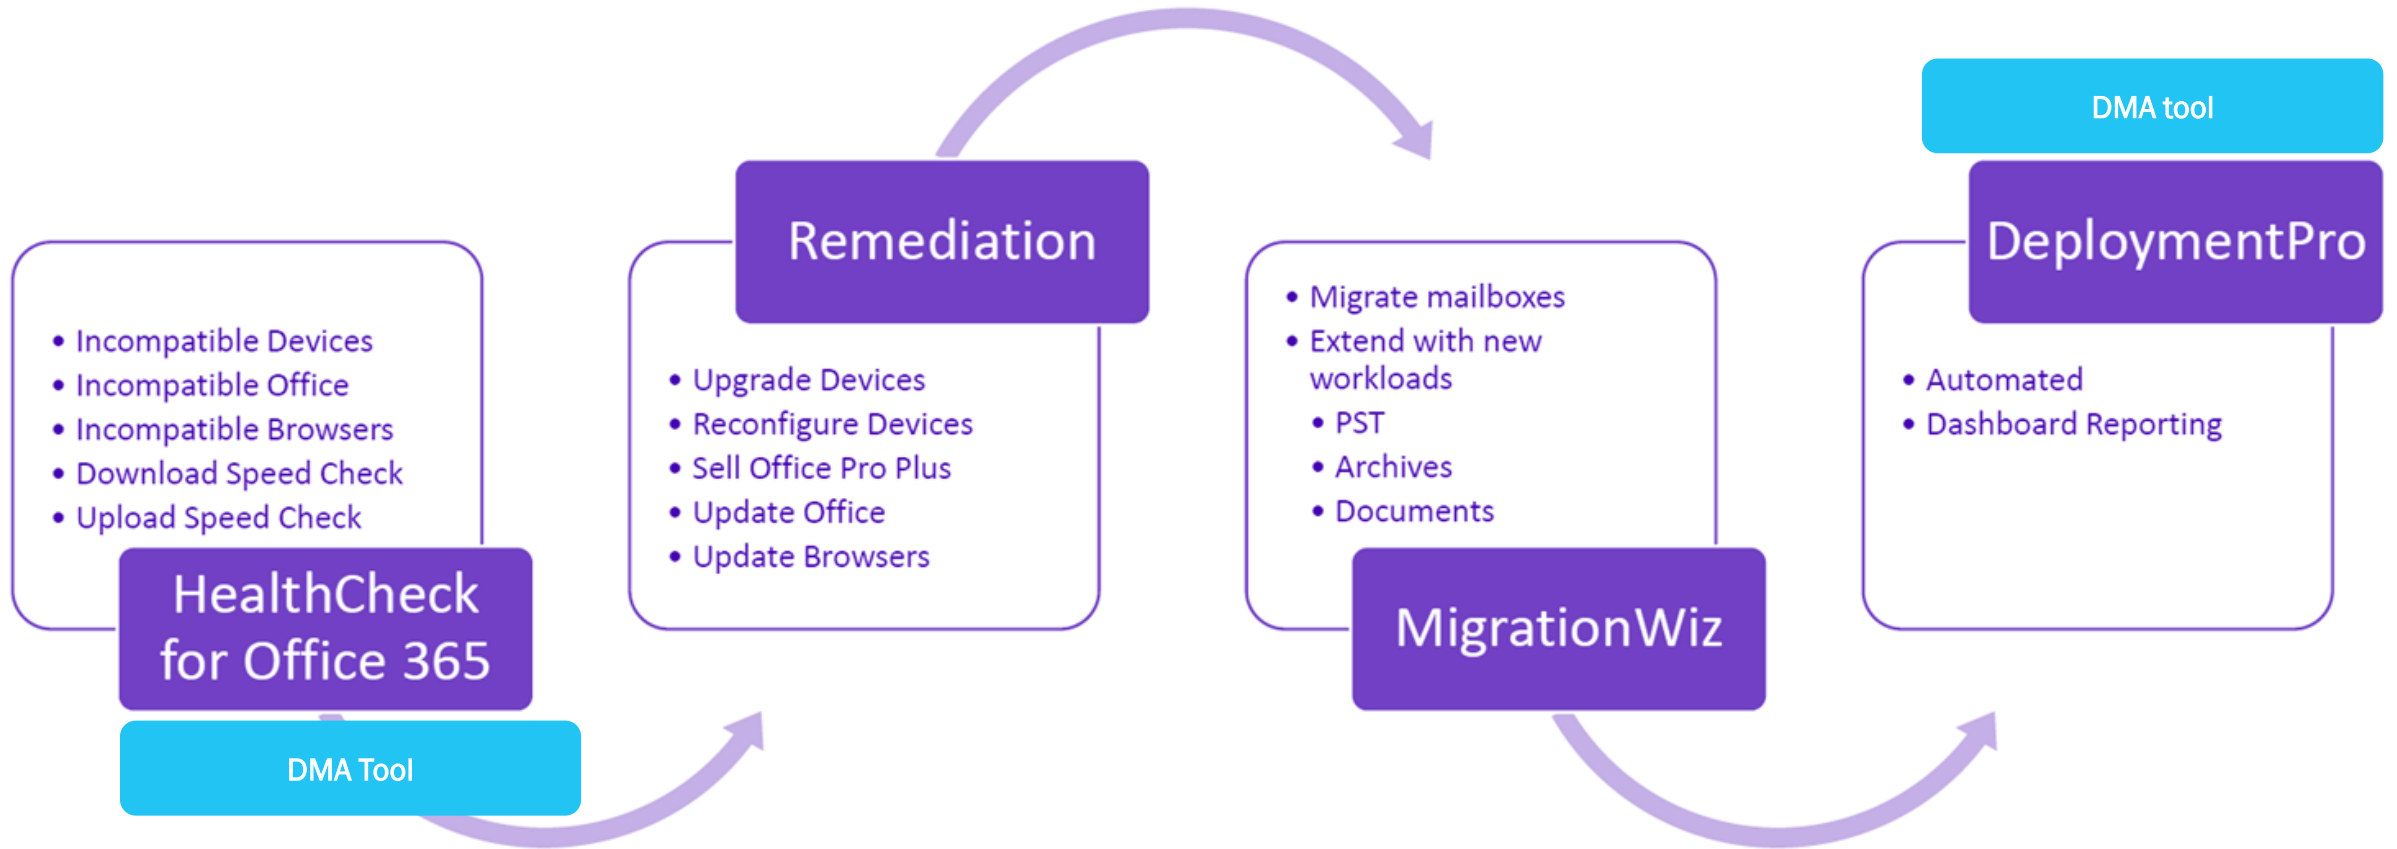 • Incompatible Devices
• Incompatible Office
• Incompatible Browsers
• Download Speed Check
• Upload Speed Check
HealthCheck
for Office 365
DMA Tool
Remediation
• Upgrade Devices
• Reconfigure Devices
• Sell Office Pro Plus
• Update Office
• Update Browsers
• Migrate mailboxes
• Extend with new
workloads
• PST
• Archives
• Documents
MigrationWiz
DMA tool
DeploymentPro
• Automated
• Dashboard Reporting